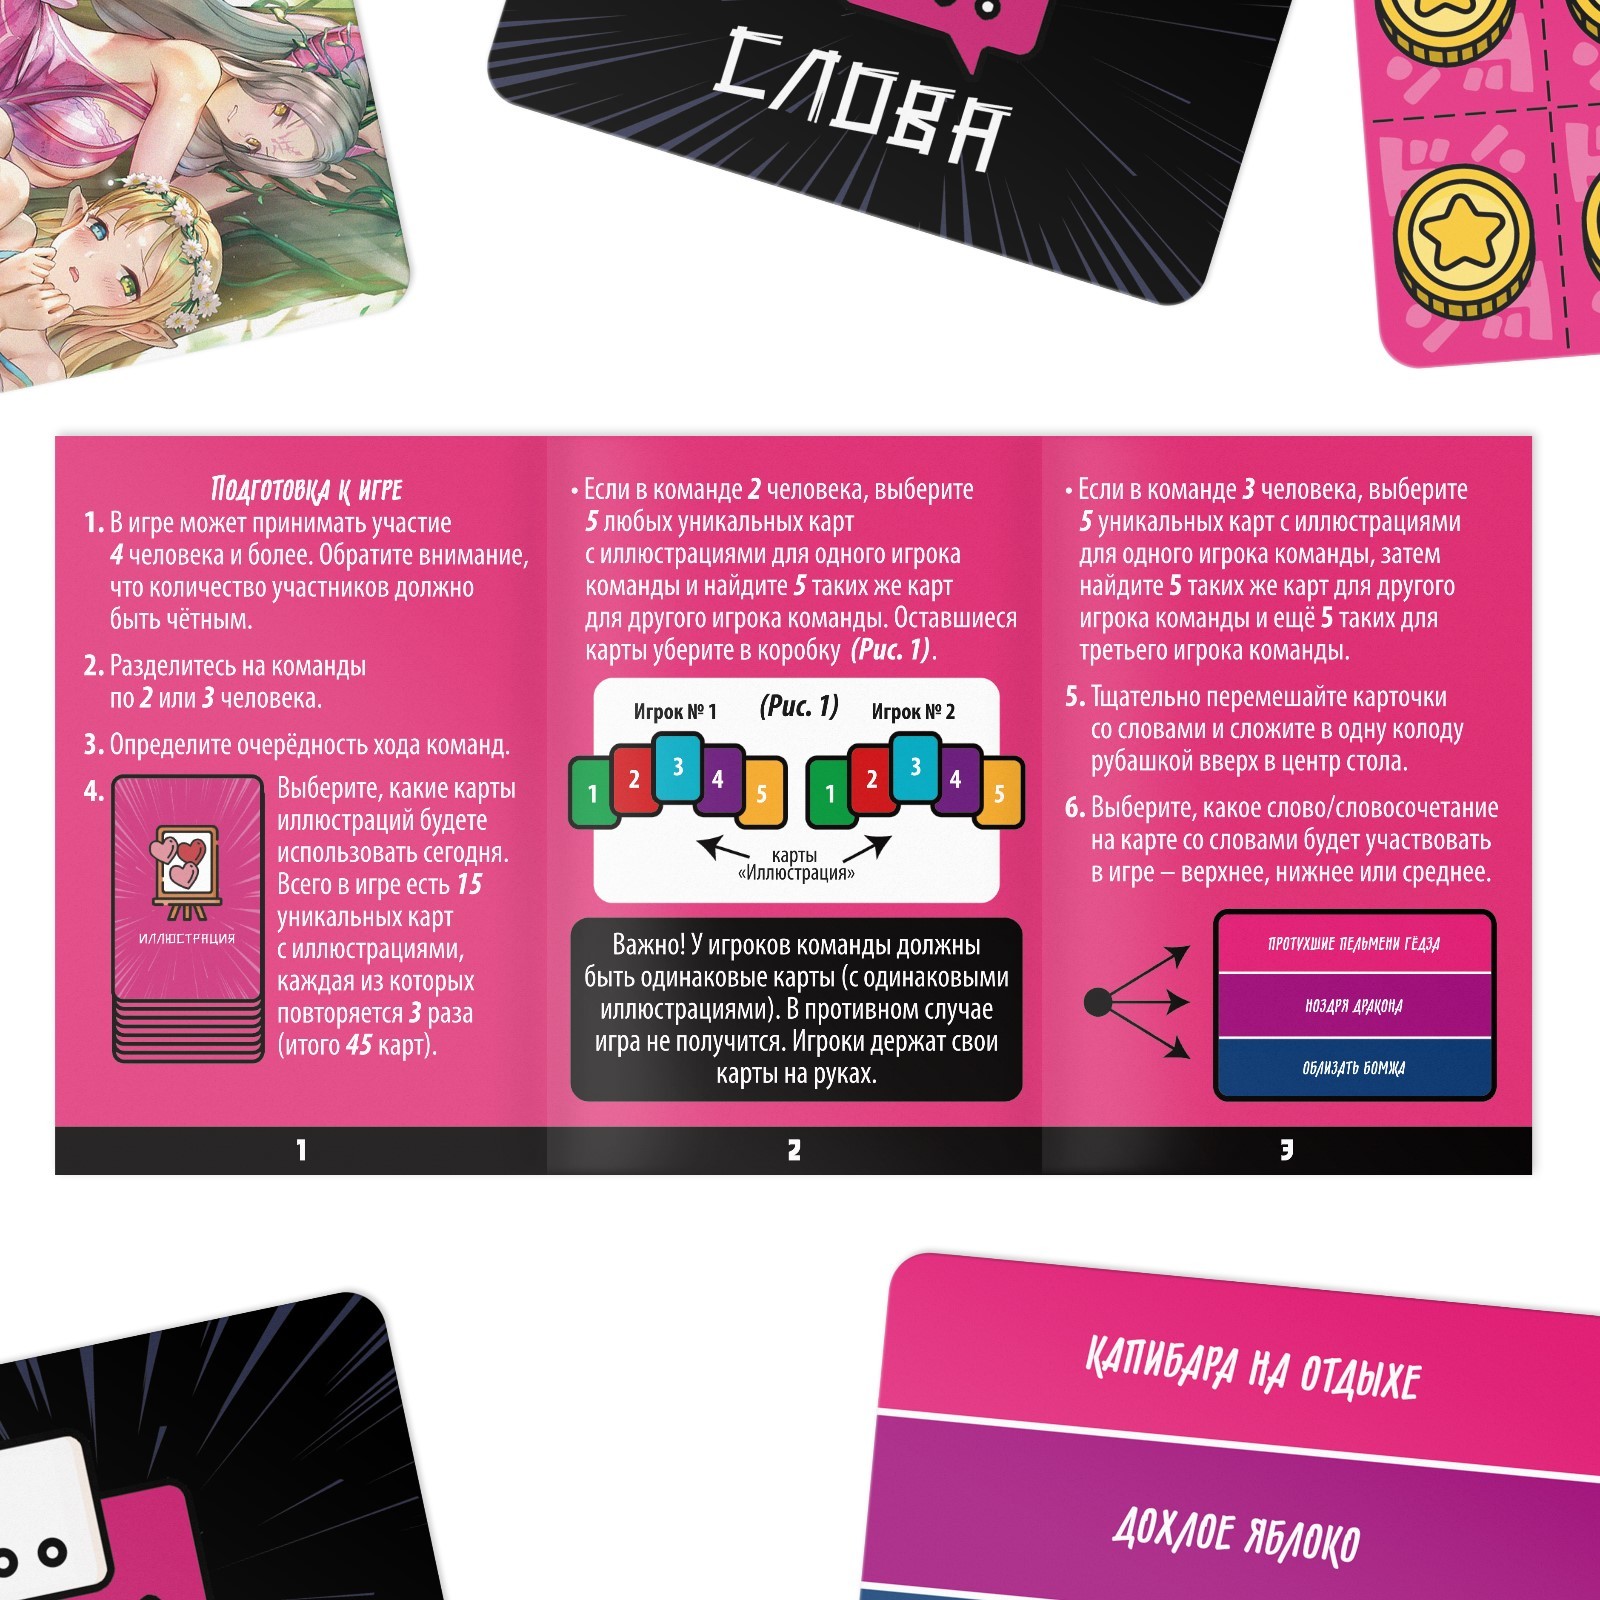 СЛОВА
Подготовка к игре
1. В игре может принимать участие
4 человека и более. Обратите внимание,
что количество участников должно
быть чётным.
2. Разделитесь на команды
по 2 или 3 человека.
3. Определите очерёдность хода команд.
4. Выберите, какие карты
иллюстраций будете
использовать сегодня.
Всего в игре есть 15
уникальных карт
с иллюстрациями,
каждая из которых
повторяется 3 раза
(итого 45 карт).
ИЛЛЮСТРАЦИЯ
1
• Если в команде 2 человека, выберите
5 любых уникальных карт
с иллюстрациями для одного игрока
команды и найдите 5 таких же карт
для другого игрока команды. Оставшиеся
карты уберите в коробку (Рис. 1).
(Рис. 1)
Игрок № 1
Игрок № 2
1 2 3 4 5
1 2 3 4 5
карты
«Иллюстрация»
Важно! У игроков команды должны
быть одинаковые карты (с одинаковыми
иллюстрациями). В противном случае
игра не получится. Игроки держат свои
карты на руках.
2
• Если в команде 3 человека, выберите
5 уникальных карт с иллюстрациями
для одного игрока команды, затем
найдите 5 таких же карт для другого
игрока команды и ещё 5 таких для
третьего игрока команды.
5. Тщательно перемешайте карточки
со словами и сложите в одну колоду
рубашкой вверх в центр стола.
6. Выберите, какое слово/словосочетание
на карте со словами будет участвовать
в игре – верхнее, нижнее или среднее.
ПРОТУХШИЕ ПЕЛЬМЕНИ ГЁДЗА
НОЗДРЯ ДРАКОНА
ОБЛИЗАТЬ БОМЖА
3
КАПИБАРА НА ОТДЫХЕ
ДОХЛОЕ ЯБЛОКО